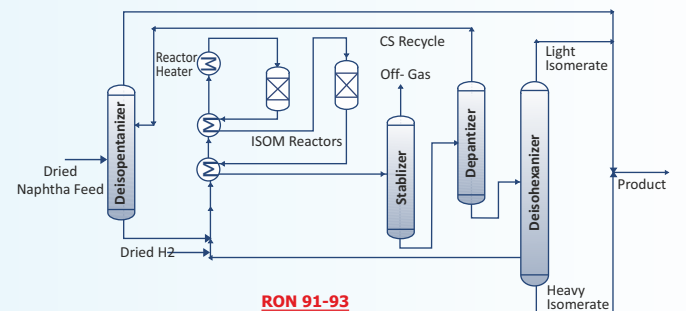 CS Recycle
Reactor
Heater
Off- Gas
Light
Isomerate
Deisopentanizer
ISOM Reactors
Stablizer
Depantizer
Deisohexanizer
Dried
Naphtha Feed
Product
Dried H2
RON 91-93
Heavy
Isomerate